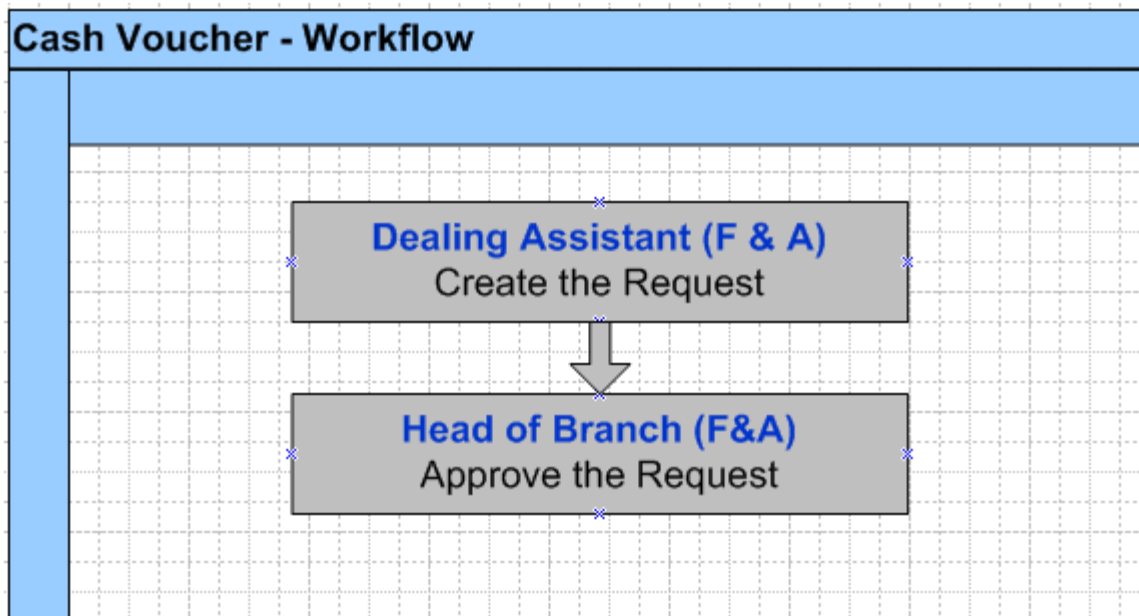 Cash Voucher - Workflow
Dealing Assistant (F & A)
Create the Request
Head of Branch (F&A)
Approve the Request